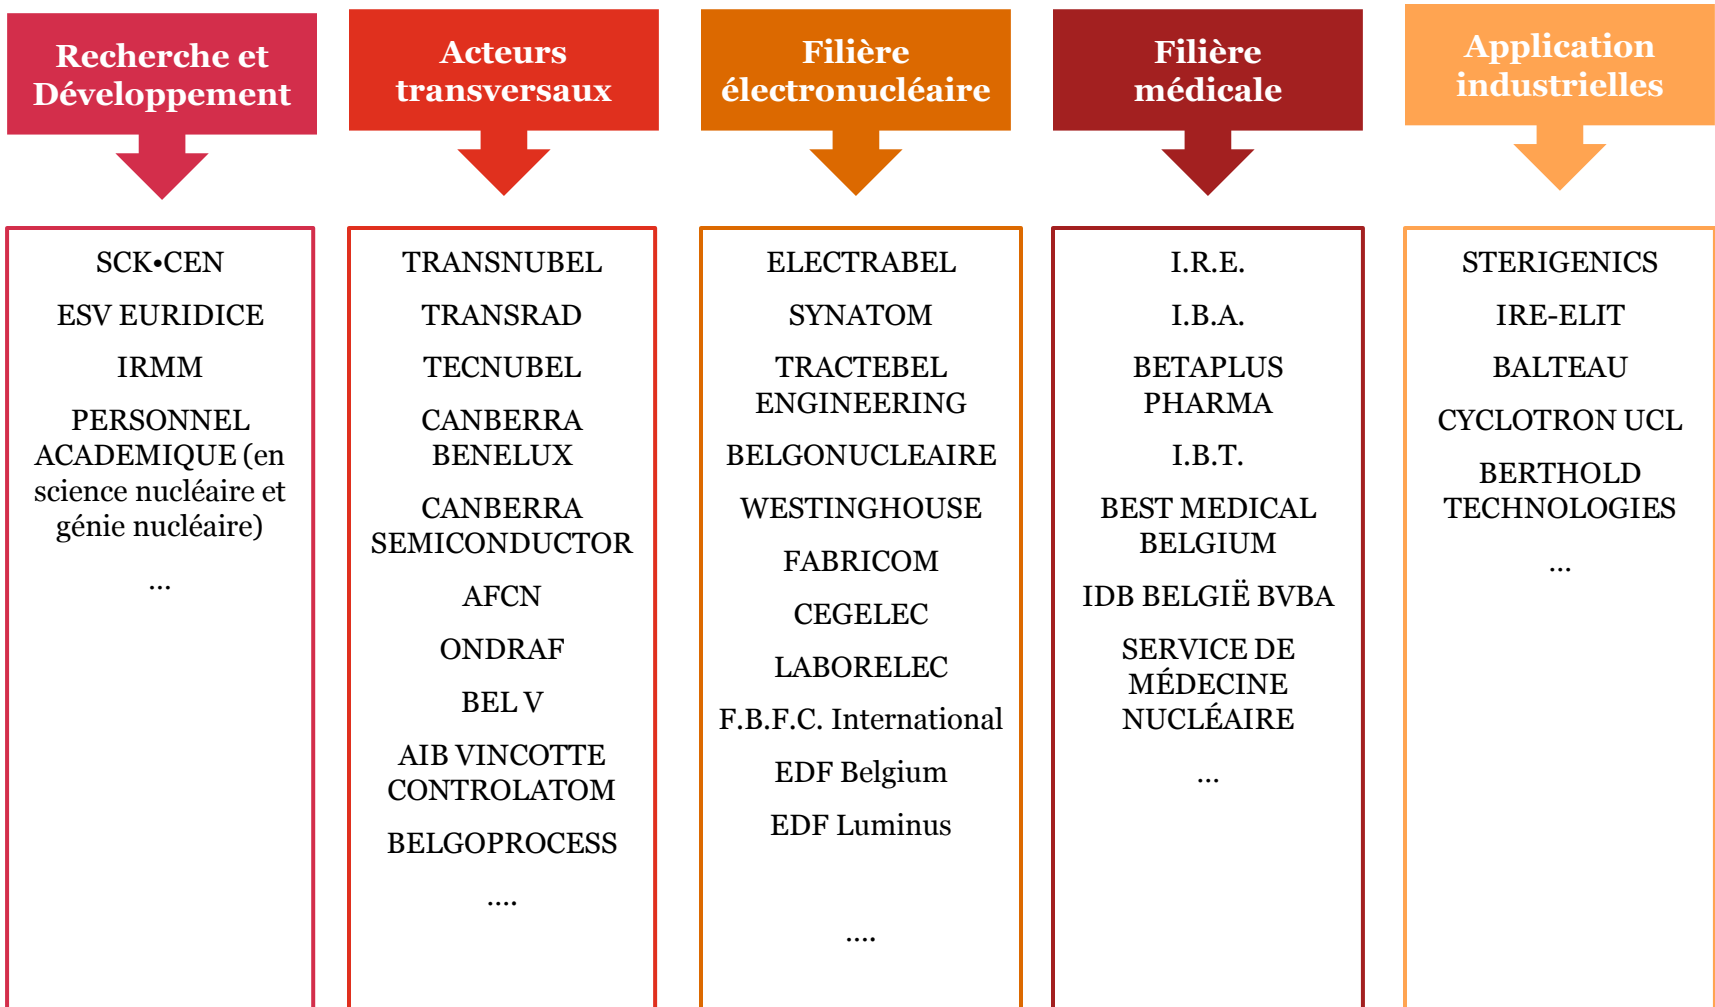 Recherche et
Développement
SCK•CEN
ESV EURIDICE
IRMM
PERSONNEL
ACADEMIQUE (en
science nucléaire et
génie nucléaire)
...
Acteurs
transversaux
TRANSNUBEL
TRANSRAD
TECNUBEL
CANBERRA
BENELUX
CANBERRA
SEMICONDUCTOR
AFCN
ONDRAF
BEL V
AIB VINCOTTE
CONTROLATOM
BELGOPROCESS
....
Filière
électronucléaire
ELECTRABEL
SYNATOM
TRACTEBEL
ENGINEERING
BELGONUCLEAIRE
WESTINGHOUSE
FABRICOM
CEGELEC
LABORELEC
F.B.F.C. International
EDF Belgium
EDF Luminus
....
Filière
médicale
I.R.E.
I.B.A.
BETAPLUS
PHARMA
I.B.T.
BEST MEDICAL
BELGIUM
IDB BELGIË BVBA
SERVICE DE
MÉDECINE
NUCLÉAIRE
...
Application
industrielles
STERIGENICS
IRE-ELIT
BALTEAU
CYCLOTRON UCL
BERTHOLD
TECHNOLOGIES
...